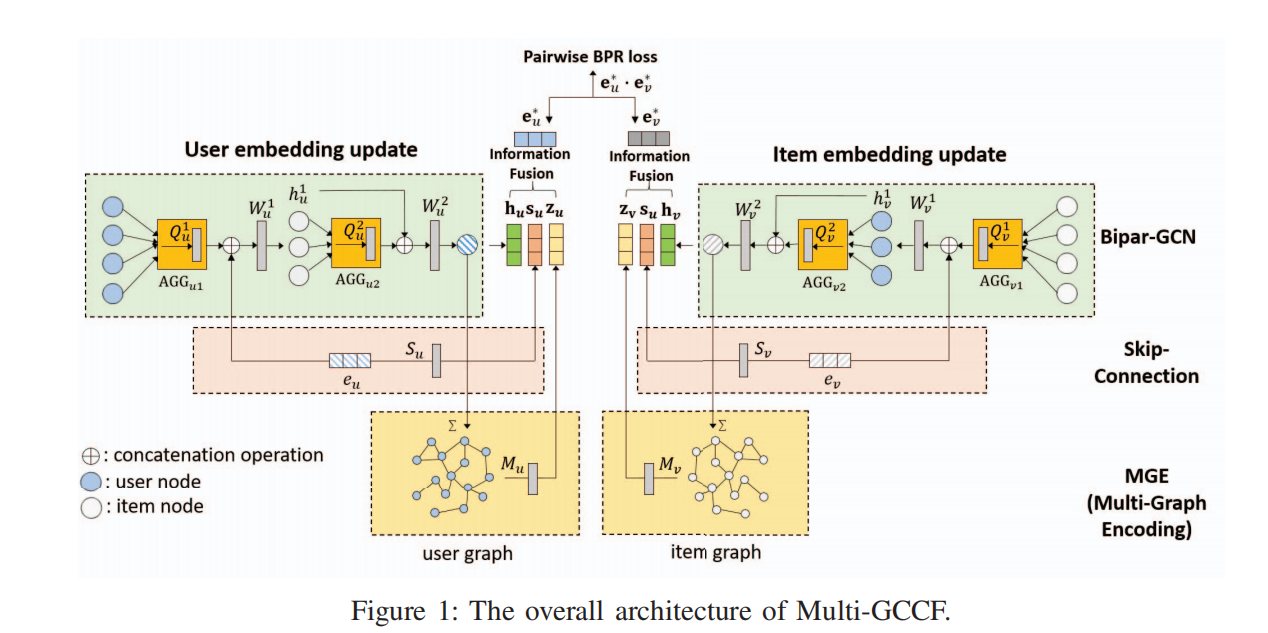 Pairwise BPR loss
e*u · e*v
e*u
e*v
User embedding update
Information
Fusion
Information
Fusion
Item embedding update
h¹u
W¹u
W²u
Q¹u
Q²u
AGGu1
AGGu2
hu su zu
zv su hv
W²v
h¹v
W¹v
Q²v
Q¹v
AGGv2
AGGv1
Bipar-GCN
Su
eu
Sv
ev
Skip-
Connection
Σ
Mu
user graph
Σ
Mv
item graph
MGE
(Multi-Graph
Encoding)
⊕: concatenation operation
: user node
: item node
Figure 1: The overall architecture of Multi-GCCF.